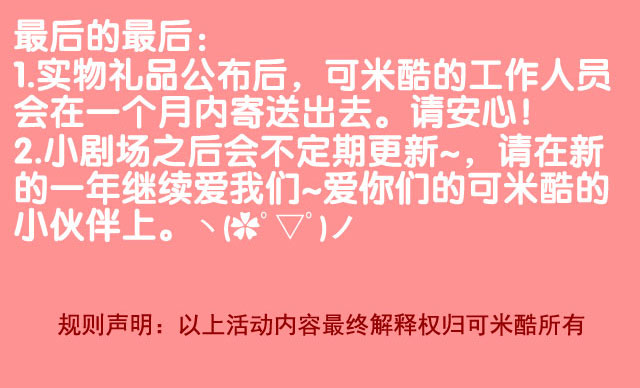 最后的最后：
1.实物礼品公布后，可米酷的工作人员
会在一个月内寄送出去。请安心！
2.小剧场之后会不定期更新~，请在新
的一年继续爱我们~爱你们的可米酷的
小伙伴上。ヽ(✿ﾟ▽ﾟ)ノ
规则声明：以上活动内容最终解释权归可米酷所有